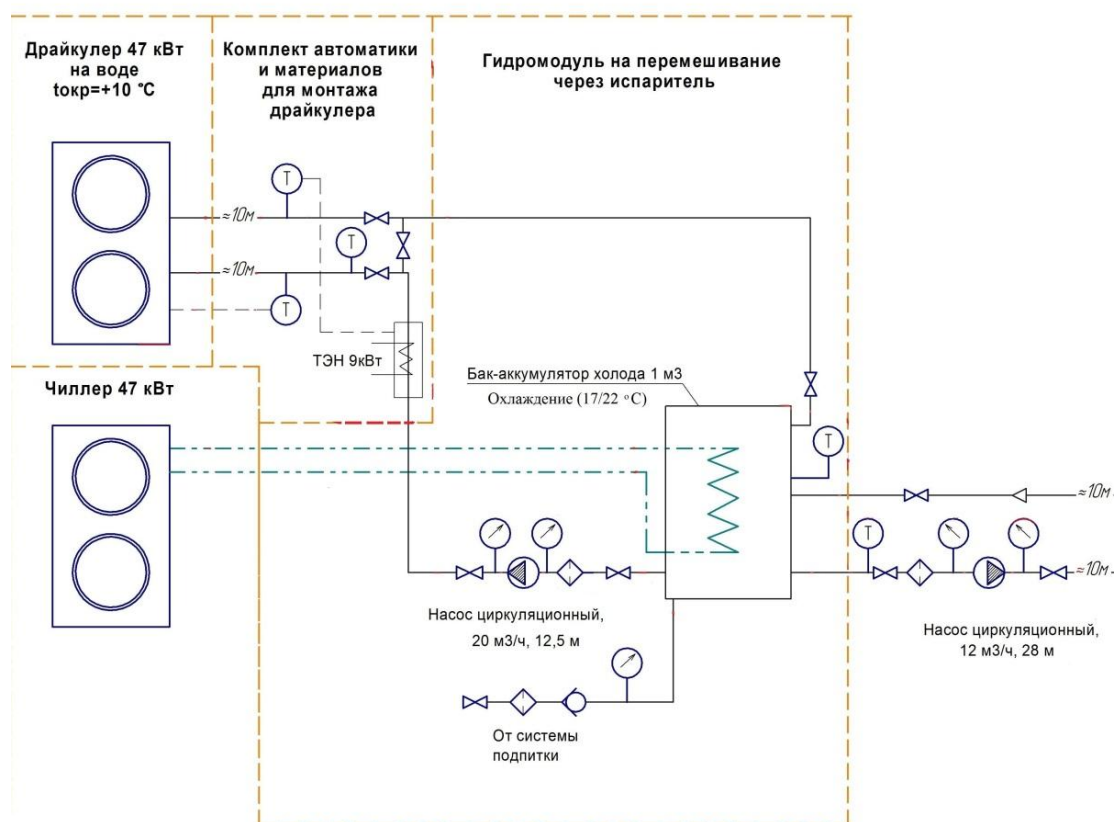 Драйкулер 47 кВт
на воде
tокр=+10 °C
Комплект автоматики
и материалов
для монтажа
драйкулера
Гидромодуль на перемешивание
через испаритель
T
≈10м
T
≈10м
T
ТЭН 9кВт
Чиллер 47 кВт
Бак-аккумулятор холода 1 м3
Охлаждение (17/22 °C)
T
≈10м
T
≈10м
Насос циркуляционный,
20 м3/ч, 12,5 м
Насос циркуляционный,
12 м3/ч, 28 м
От системы
подпитки